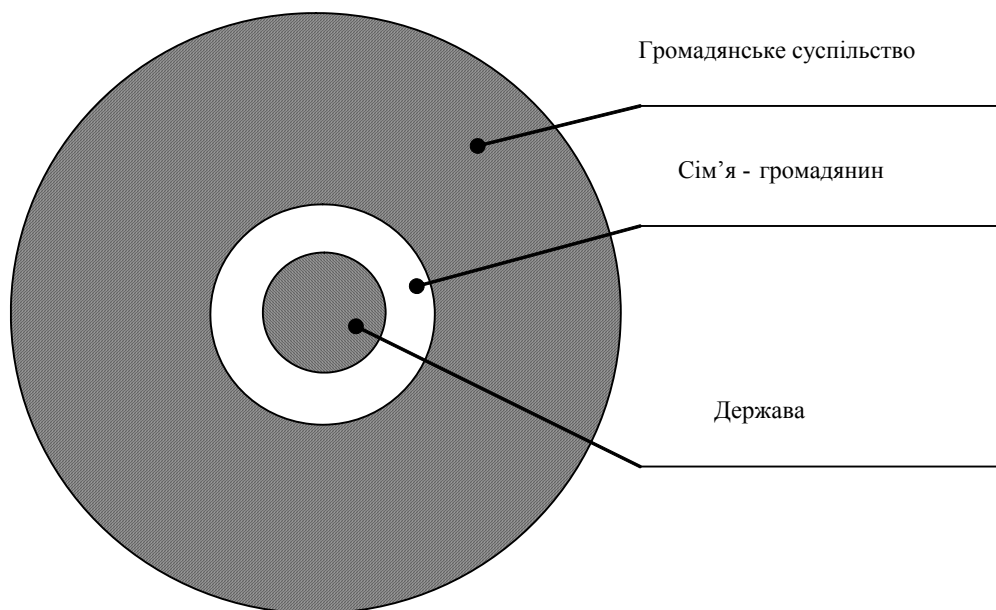 Громадянське суспільство
Сім’я - громадянин
Держава